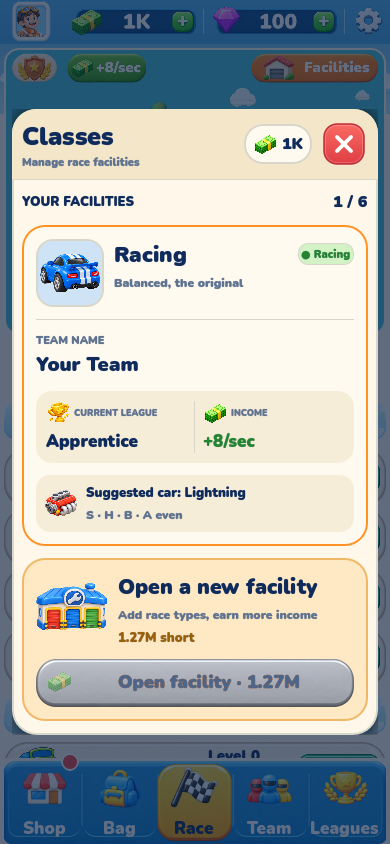 1K
100
+8/sec
Facilities
Classes
Manage race facilities
1K
YOUR FACILITIES
1 / 6
Racing
Racing
Balanced, the original
TEAM NAME
Your Team
CURRENT LEAGUE
INCOME
Apprentice
+8/sec
Suggested car: Lightning
S · H · B · A even
Open a new facility
Add race types, earn more income
1.27M short
Open facility · 1.27M
Level 0
Shop
Bag
Race
Team
Leagues